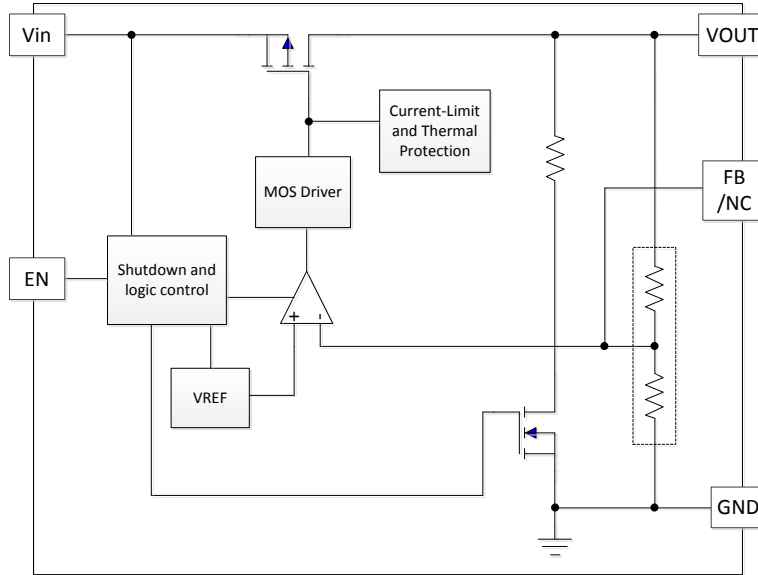 Vin
VOUT
Current-Limit
and Thermal
Protection
MOS Driver
FB
/NC
EN
Shutdown and
logic control
+ -
VREF
GND